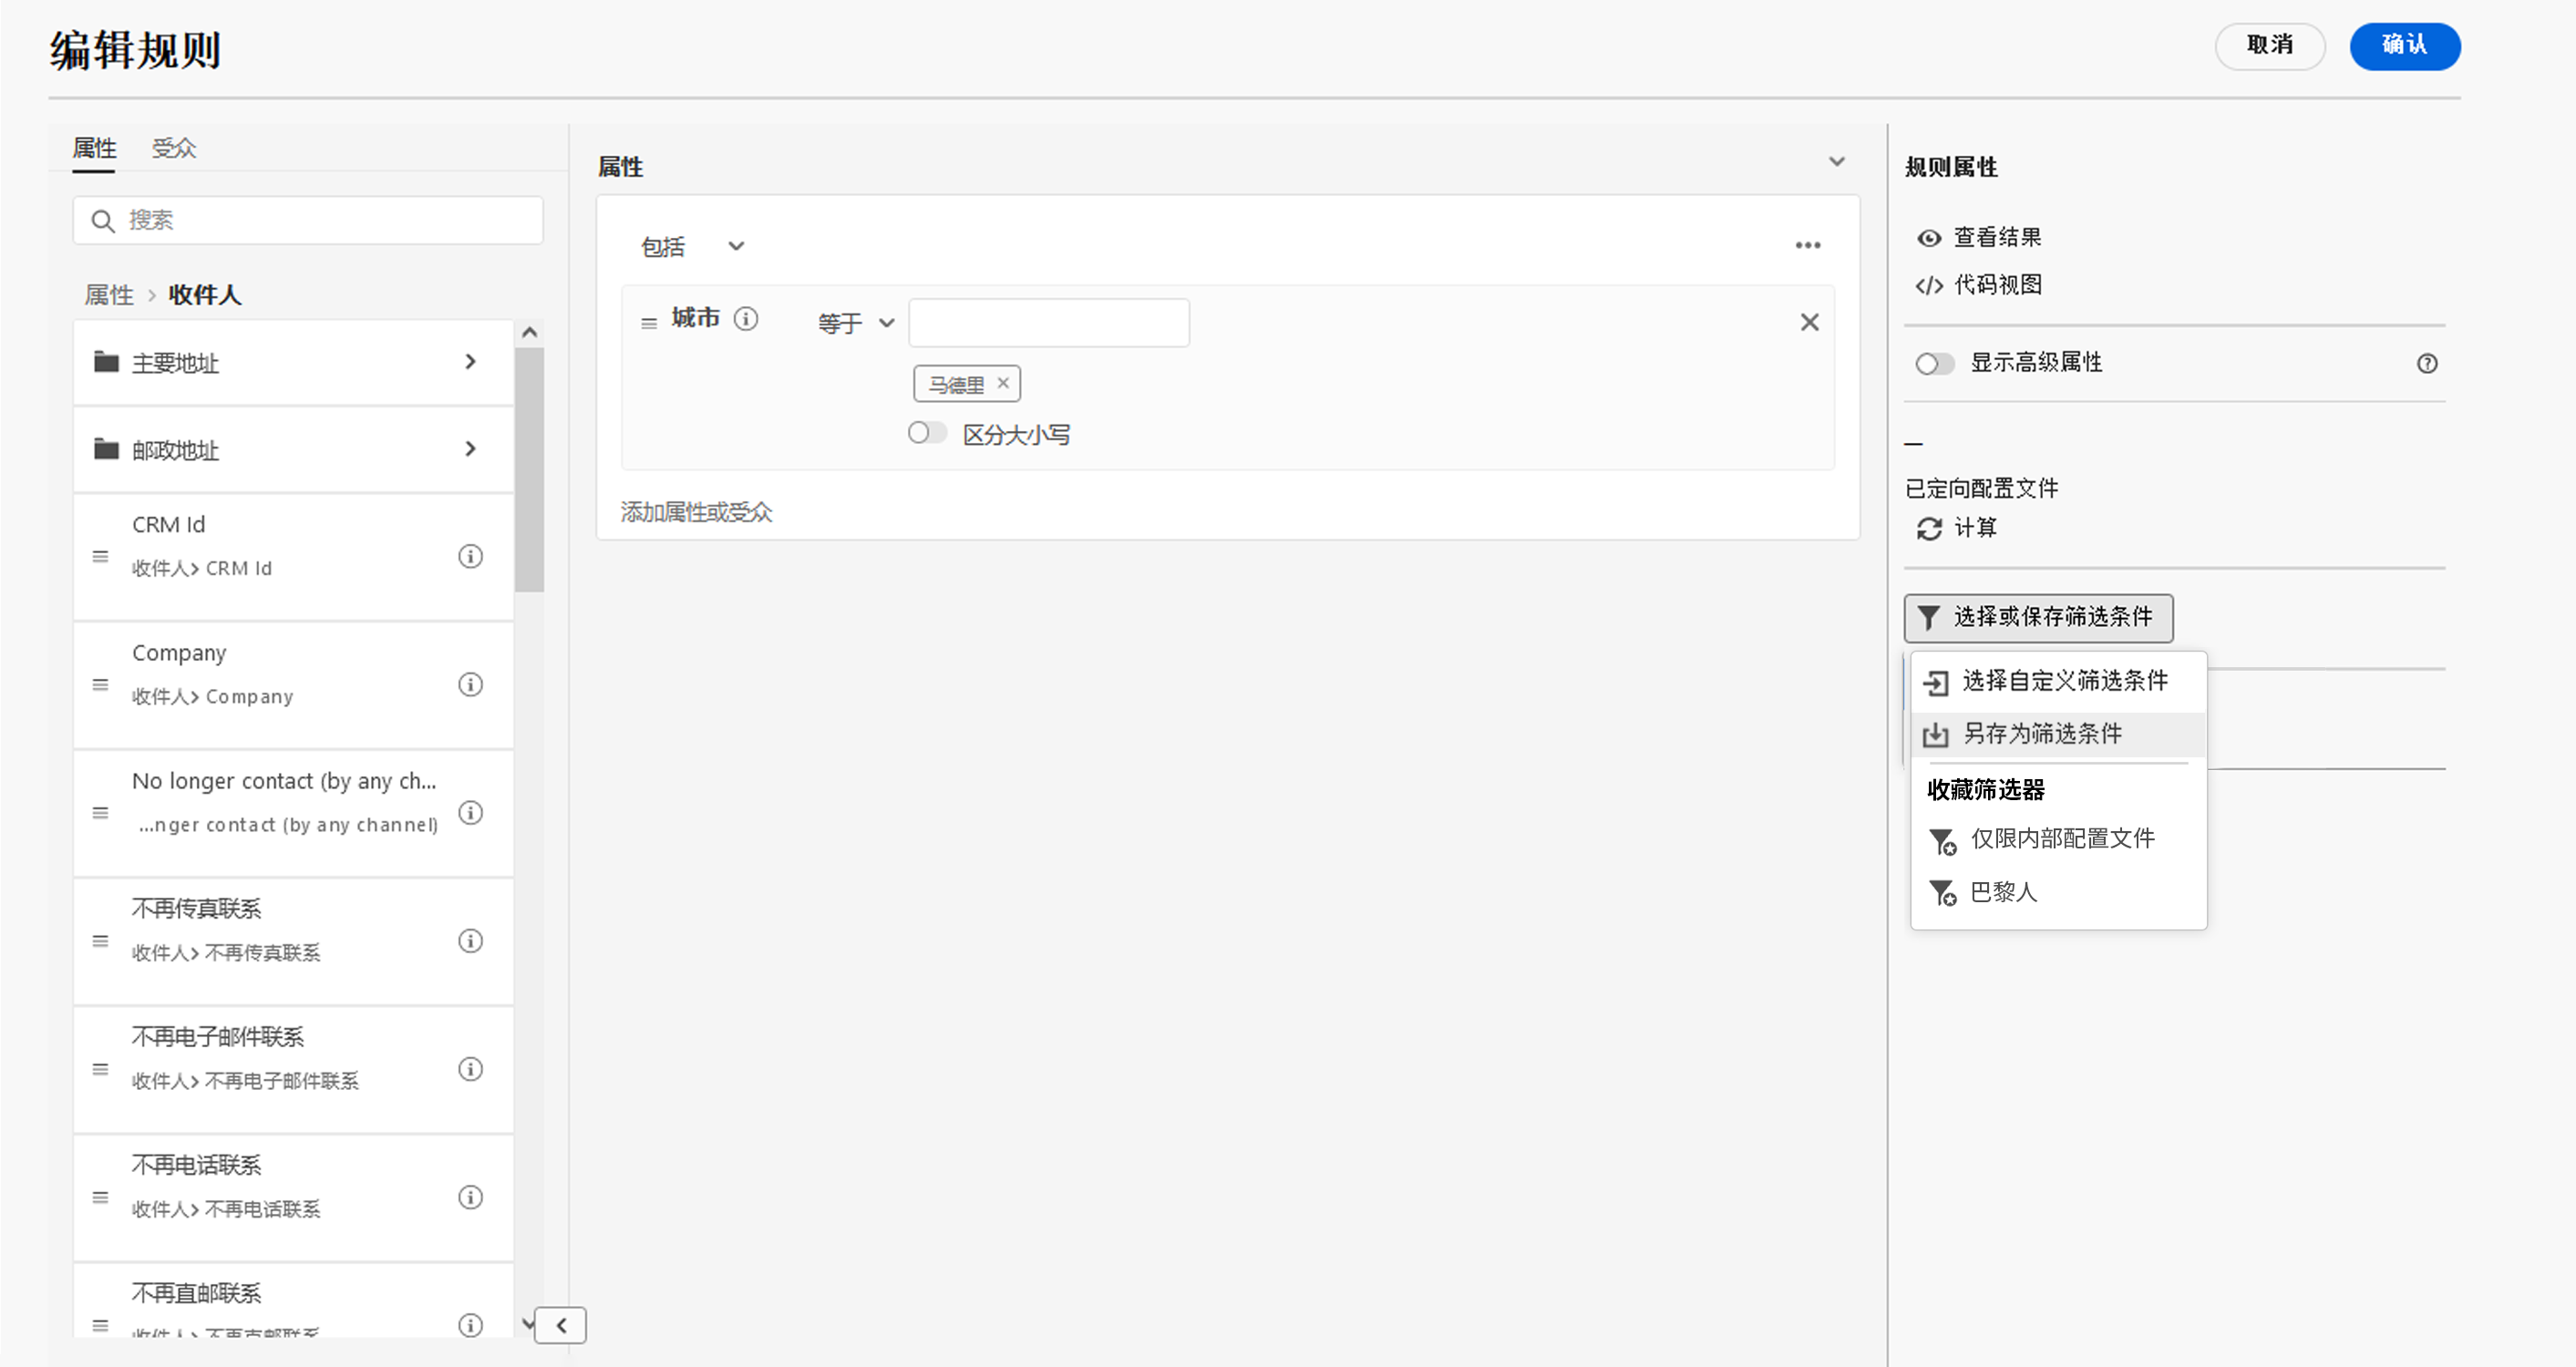 编辑规则
取消
确认
属性
受众
搜索
属性 > 收件人
主要地址
邮政地址
CRM Id
收件人> CRM Id
Company
收件人> Company
No longer contact (by any ch...
...nger contact (by any channel)
不再传真联系
收件人> 不再传真联系
不再电子邮件联系
收件人> 不再电子邮件联系
不再电话联系
收件人> 不再电话联系
不再直邮联系
收件人> 不再直邮联系
属性
包括
城市
等于
马德里
区分大小写
添加属性或受众
规则属性
查看结果
代码视图
显示高级属性
–
已定向配置文件
计算
选择或保存筛选条件
选择自定义筛选条件
另存为筛选条件
收藏筛选器
仅限内部配置文件
巴黎人